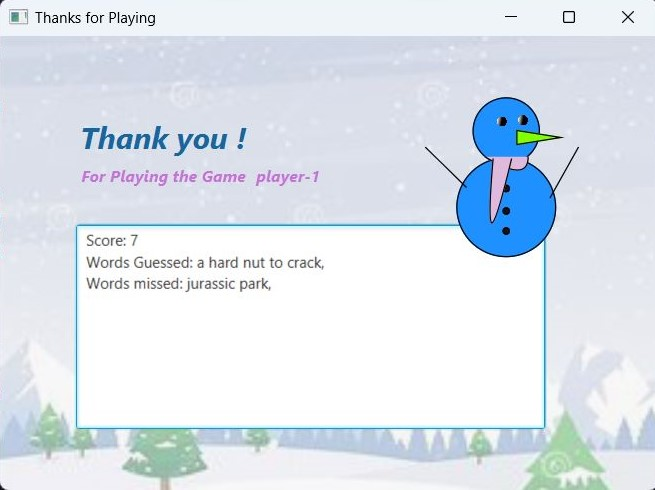 Thanks for Playing
Thank you !
For Playing the Game  player-1
Score: 7
Words Guessed: a hard nut to crack,
Words missed: jurassic park,